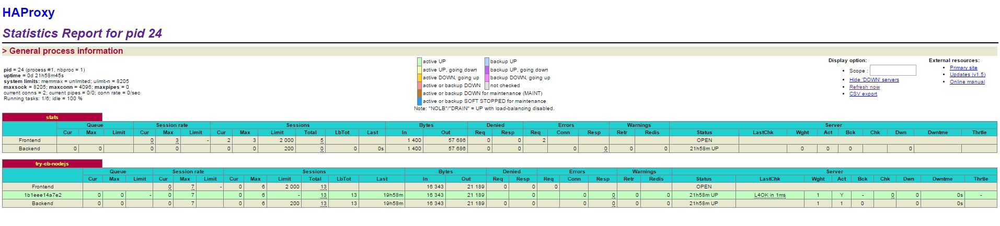 HAProxy
Statistics Report for pid 24
> General process information
pid = 24 (process #1, nbproc = 1)
uptime = 0d 21h58m45s
system limits: memmax = unlimited; ulimit-n = 8205
maxsock = 8205; maxconn = 4096; maxpipes = 0
current conns = 2; current pipes = 0/0; conn rate = 0/sec
Running tasks: 1/6; idle = 100 %
active UP backup UP
active UP, going down backup UP, going down
active DOWN, going up backup DOWN, going up
active or backup DOWN not checked
active or backup DOWN for maintenance (MAINT)
active or backup SOFT STOPPED for maintenance
Note: "NOLB"/"DRAIN" = UP with load-balancing disabled.
Display option:
Scope :
Hide 'DOWN' servers
Refresh now
CSV export
External resources:
Primary site
Updates (v1.5)
Online manual
stats
Queue Session rate Sessions Bytes Denied Errors Warnings Server
Cur Max Limit Cur Max Limit Cur Max Limit Total LbTot Last In Out Req Resp Req Conn Resp Retr Redis Status LastChk Wght Act Bck Chk Dwn Dwntme Thrtle
Frontend 0 3 - 2 3 2 000 5 1 400 57 686 0 0 2 OPEN
Backend 0 0 0 0 0 0 200 0 0 0s 1 400 57 686 0 0 0 0 0 0 21h58m UP 0 0 0 0
try-cb-nodejs
Queue Session rate Sessions Bytes Denied Errors Warnings Server
Cur Max Limit Cur Max Limit Cur Max Limit Total LbTot Last In Out Req Resp Req Conn Resp Retr Redis Status LastChk Wght Act Bck Chk Dwn Dwntme Thrtle
Frontend 0 7 - 0 6 2 000 13 16 343 21 189 0 0 0 OPEN
1b1eee14a7e2 0 0 - 0 7 0 6 - 13 13 19h58m 16 343 21 189 0 0 0 0 0 21h58m UP L4OK in 1ms 1 Y - 0 0 0s -
Backend 0 0 0 7 0 6 200 13 13 19h58m 16 343 21 189 0 0 0 0 0 0 21h58m UP 1 1 0 0 0s